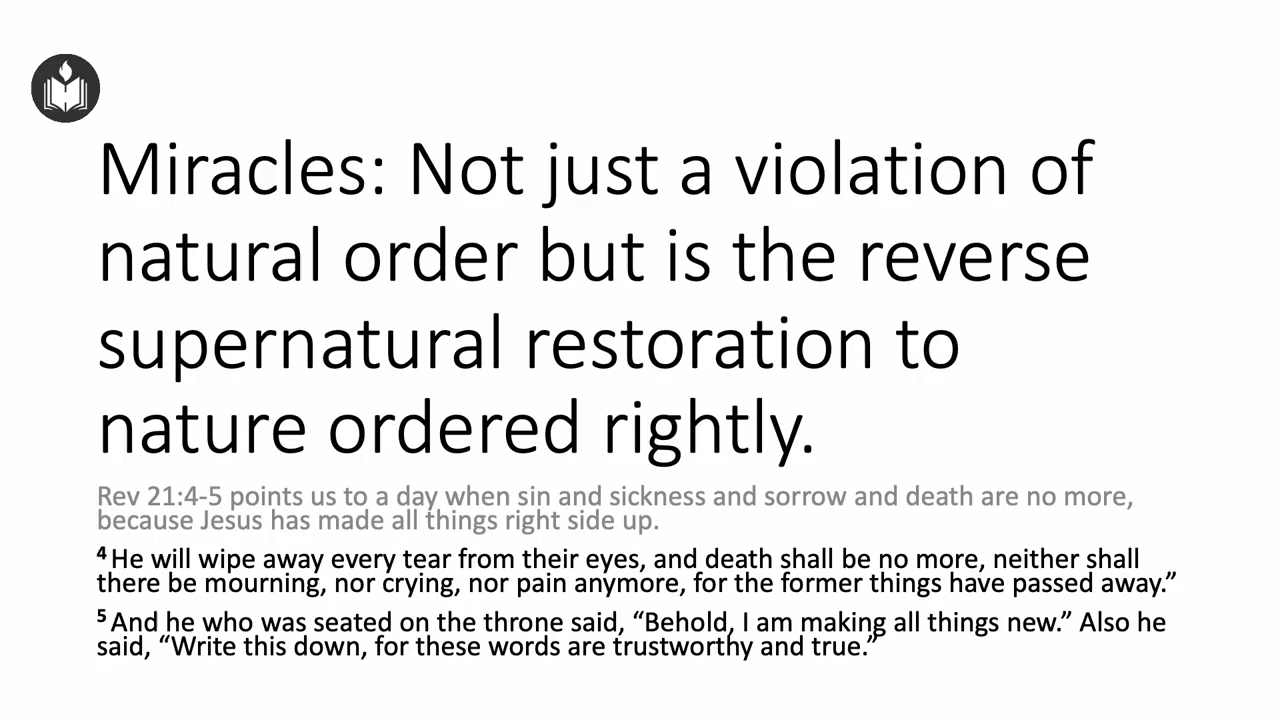 Miracles: Not just a violation of
natural order but is the reverse
supernatural restoration to
nature ordered rightly.
Rev 21:4-5 points us to a day when sin and sickness and sorrow and death are no more,
because Jesus has made all things right side up.
⁴ He will wipe away every tear from their eyes, and death shall be no more, neither shall
there be mourning, nor crying, nor pain anymore, for the former things have passed away.”
⁵ And he who was seated on the throne said, “Behold, I am making all things new.” Also he
said, “Write this down, for these words are trustworthy and true.”